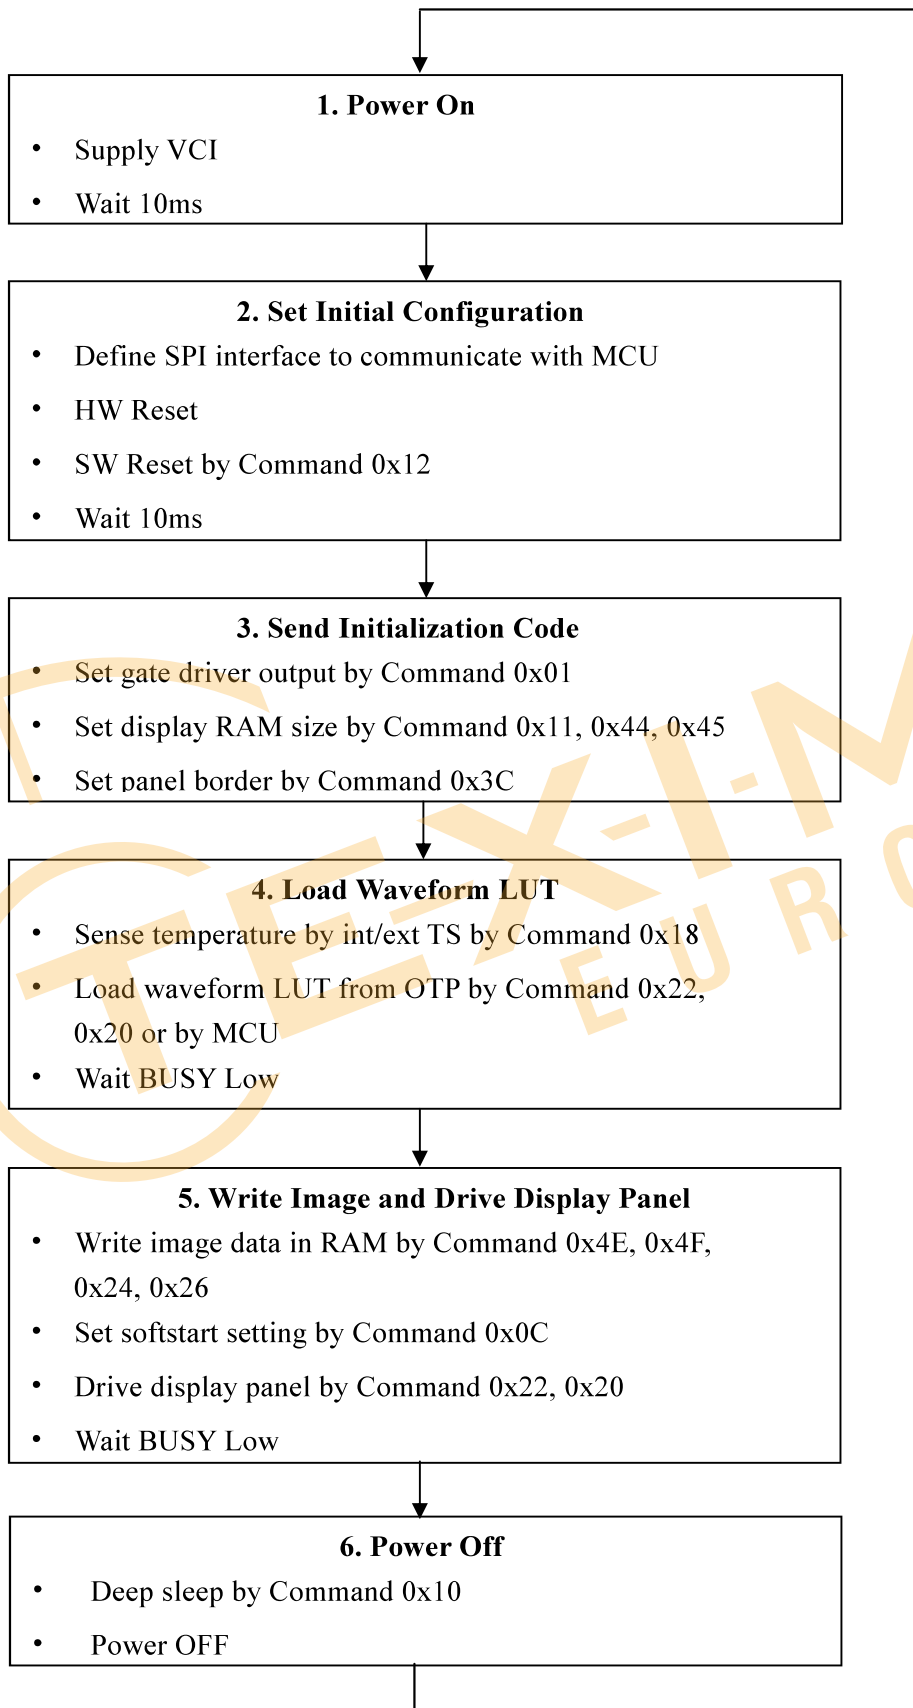 1. Power On
• Supply VCI
• Wait 10ms
2. Set Initial Configuration
• Define SPI interface to communicate with MCU
• HW Reset
• SW Reset by Command 0x12
• Wait 10ms
3. Send Initialization Code
• Set gate driver output by Command 0x01
• Set display RAM size by Command 0x11, 0x44, 0x45
• Set panel border by Command 0x3C
4. Load Waveform LUT
• Sense temperature by int/ext TS by Command 0x18
• Load waveform LUT from OTP by Command 0x22,
0x20 or by MCU
• Wait BUSY Low
5. Write Image and Drive Display Panel
• Write image data in RAM by Command 0x4E, 0x4F,
0x24, 0x26
• Set softstart setting by Command 0x0C
• Drive display panel by Command 0x22, 0x20
• Wait BUSY Low
6. Power Off
• Deep sleep by Command 0x10
• Power OFF
TEXIM
EURO